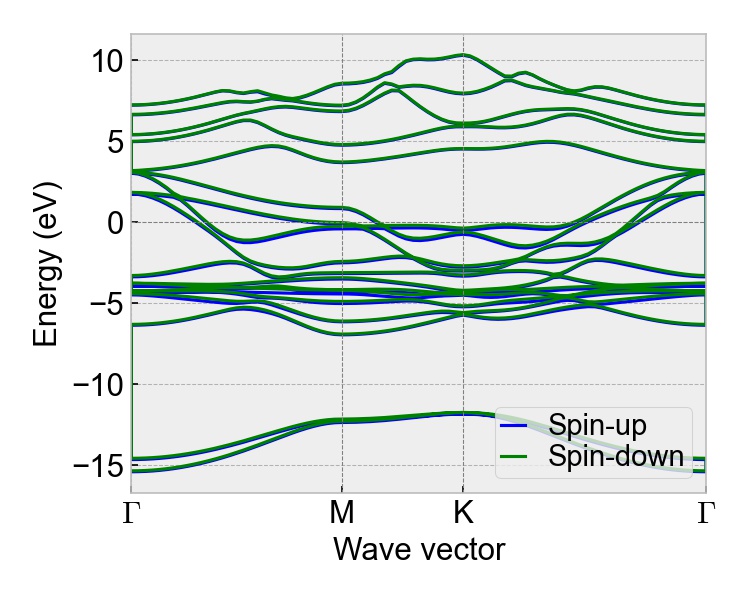 Energy (eV)
10
5
0
−5
−10
−15
Spin-up
Spin-down
Γ M K Γ
Wave vector